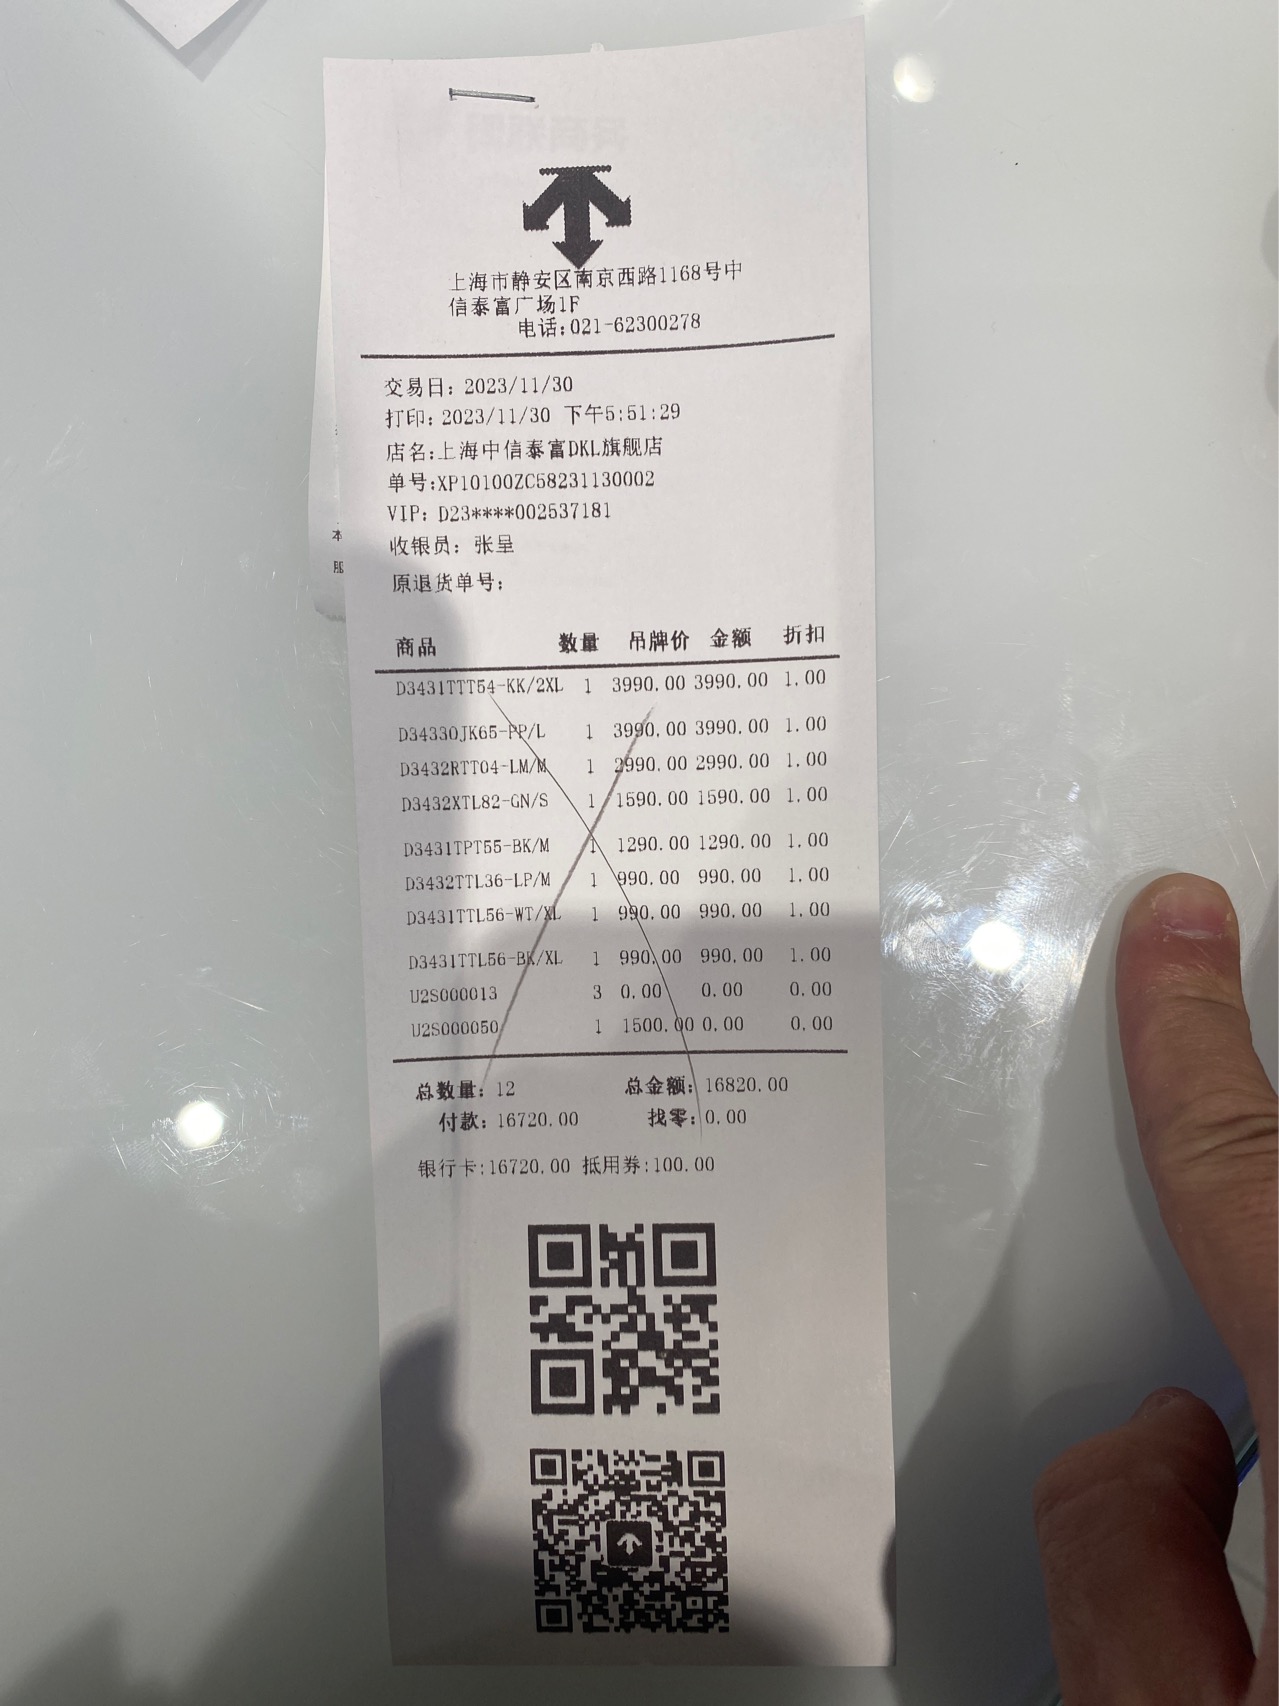 上海市静安区南京西路1168号中
信泰富广场1F
电话:021-62300278
交易日: 2023/11/30
打印: 2023/11/30 下午5:51:29
店名:上海中信泰富DKL旗舰店
单号:XP10100ZC58231130002
VIP: D23****002537181
收银员: 张呈
原退货单号:
商品 数量 吊牌价 金额 折扣
D3431TTT54-KK/2XL 1 3990.00 3990.00 1.00
D3433OJK65-PP/L 1 3990.00 3990.00 1.00
D3432RTT04-LM/M 1 2990.00 2990.00 1.00
D3432XTL82-GN/S 1 1590.00 1590.00 1.00
D3431TPT55-BK/M 1 1290.00 1290.00 1.00
D3432TTL36-LP/M 1 990.00 990.00 1.00
D3431TTL56-WT/XL 1 990.00 990.00 1.00
D3431TTL56-BK/XL 1 990.00 990.00 1.00
U2S000013 3 0.00 0.00 0.00
U2S000050 1 1500.00 0.00 0.00
总数量: 12 总金额: 16820.00
付款: 16720.00 找零: 0.00
银行卡:16720.00 抵用券:100.00
本
服